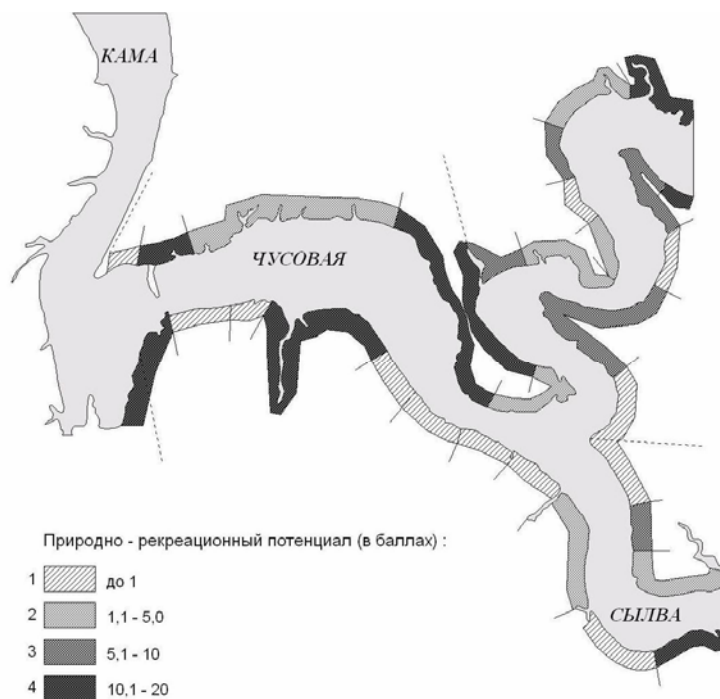 КАМА
ЧУСОВАЯ
СЫЛВА
Природно - рекреационный потенциал (в баллах) :
1 до 1
2 1,1 - 5,0
3 5,1 - 10
4 10,1 - 20